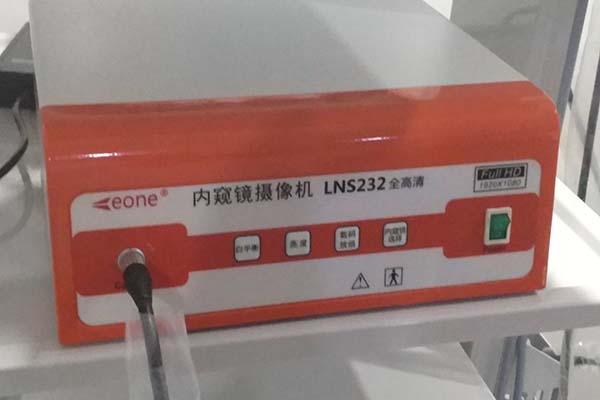 eone®
内窥镜摄像机 LNS232 全高清
Full HD
1920X1080
白平衡
亮度
数码
放值
内窥镜
选择